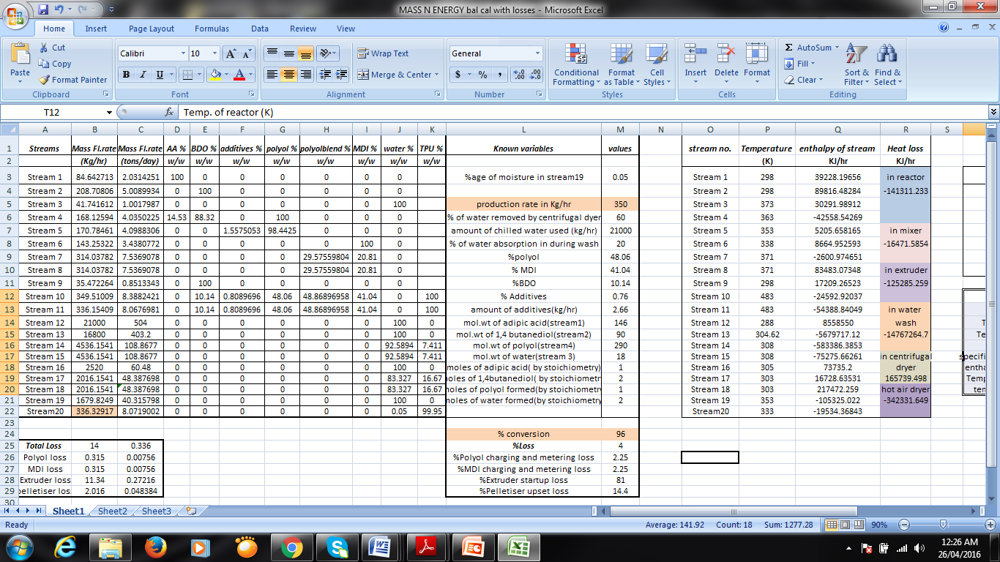 MASS N ENERGY bal cal with losses - Microsoft Excel
Home Insert Page Layout Formulas Data Review View
Paste Cut Copy Format Painter Clipboard
Calibri 10 B I U Font
Wrap Text Merge & Center Alignment
General $ % , Number
Conditional Formatting Format as Table Cell Styles Styles
Insert Delete Format Cells
Σ AutoSum Fill Clear Sort & Filter Find & Select Editing
T12 fx Temp. of reactor (K)
A B C D E F G H I J K L M N O P Q R S
1 Streams Mass Fl.rate Mass Fl.rate AA % BDO % additives % polyol % polyolblend % MDI % water % TPU % Known variables values stream no. Temperature enthalpy of stream Heat loss
2 (Kg/hr) (tons/day) w/w w/w w/w w/w w/w w/w w/w w/w (K) KJ/hr KJ/hr
3 Stream 1 84.642713 2.0314251 100 0 0 0 0 0 0 %age of moisture in stream19 0.05 Stream 1 298 39228.19656 in reactor
4 Stream 2 208.70806 5.0089934 0 100 0 0 0 0 0 Stream 2 298 89816.48284 -141311.233
5 Stream 3 41.741612 1.0017987 0 0 0 0 0 0 100 production rate in Kg/hr 350 Stream 3 373 30291.98912
6 Stream 4 168.12594 4.0350225 14.53 88.32 0 100 0 0 0 % of water removed by centrifugal dyer 60 Stream 4 363 -42558.54269
7 Stream 5 170.78461 4.0988306 0 0 1.5575053 98.4425 0 0 0 amount of chilled water used (kg/hr) 21000 Stream 5 353 5205.658165 in mixer
8 Stream 6 143.25322 3.4380772 0 0 0 0 0 100 0 % of water absorption in during wash 20 Stream 6 338 8664.952593 -16471.5854
9 Stream 7 314.03782 7.5369078 0 0 0 0 29.57559804 20.81 0 %polyol 48.06 Stream 7 371 -2600.974651
10 Stream 8 314.03782 7.5369078 0 0 0 0 29.57559804 20.81 0 % MDI 41.04 Stream 8 371 83483.07348 in extruder
11 Stream 9 35.472264 0.8513343 0 100 0 0 0 0 0 %BDO 10.14 Stream 9 298 17209.26523 -125285.259
12 Stream 10 349.51009 8.3882421 0 10.14 0.8089696 48.06 48.86896958 41.04 0 100 % Additives 0.76 Stream 10 483 -24592.92037
13 Stream 11 336.15409 8.0676981 0 10.14 0.8089696 48.06 48.86896958 41.04 0 100 amount of additives(kg/hr) 2.66 Stream 11 483 -54388.84049 in water
14 Stream 12 21000 504 0 0 0 0 0 0 100 0 mol.wt of adipic acid(stream1) 146 Stream 12 288 8558550 wash T
15 Stream 13 16800 403.2 0 0 0 0 0 0 100 0 mol.wt of 1,4 butanediol(stream2) 90 Stream 13 304.62 -5679717.12 -14767264.7 Te
16 Stream 14 4536.1541 108.8677 0 0 0 0 0 0 92.5894 7.411 mol.wt of polyol(stream4) 290 Stream 14 308 -583386.3853
17 Stream 15 4536.1541 108.8677 0 0 0 0 0 0 92.5894 7.411 mol.wt of water(stream 3) 18 Stream 15 308 -75275.66261 in centrifugal specifi
18 Stream 16 2520 60.48 0 0 0 0 0 0 100 0 moles of adipic acid( by stoichiometry) 1 Stream 16 305 73735.2 dryer entha
19 Stream 17 2016.1541 48.387698 0 0 0 0 0 0 83.327 16.67 oles of 1,4butanediol( by stoichiometr 2 Stream 17 303 16728.63531 165739.498 Temp
20 Stream 18 2016.1541 48.387698 0 0 0 0 0 0 83.327 16.67 noles of polyol formed(by stoichiometry 1 Stream 18 303 217472.259 hot air dryer ten
21 Stream 19 1679.8249 40.315798 0 0 0 0 0 0 100 0 noles of water formed(by stoichiometry 2 Stream 19 353 -105325.022 -342331.649
22 Stream20 336.32917 8.0719002 0 0 0 0 0 0 0.05 99.95 Stream20 333 -19534.36843
23
24 % conversion 96
25 Total Loss 14 0.336 %Loss 4
26 Polyol loss 0.315 0.00756 %Polyol charging and metering loss 2.25
27 MDI loss 0.315 0.00756 %MDI charging and metering loss 2.25
28 Extruder loss 11.34 0.27216 %Extruder startup loss 81
29 pelletiser los 2.016 0.048384 %Pelletiser upset loss 14.4
30
Sheet1 Sheet2 Sheet3
Ready Average: 141.92 Count: 18 Sum: 1277.28 90%
12:26 AM
26/04/2016